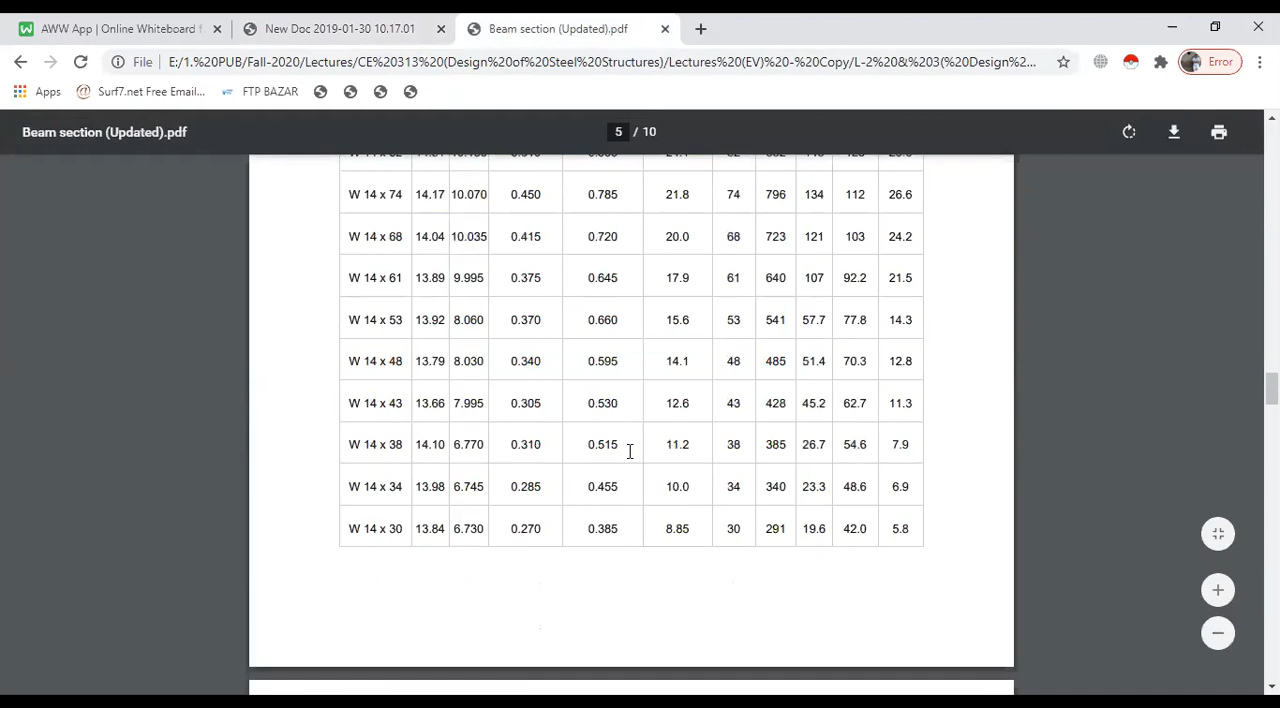 AWW App | Online Whiteboard f
New Doc 2019-01-30 10.17.01
Beam section (Updated).pdf
File
E:/1.%20PUB/Fall-2020/Lectures/CE%20313%20(Design%20of%20Steel%20Structures)/Lectures%20(EV)%20-%20Copy/L-2%20&%203(%20Design%2...
Error
Apps
Surf7.net Free Email...
FTP BAZAR
Beam section (Updated).pdf
5 / 10
W 14 x 74 14.17 10.070 0.450 0.785 21.8 74 796 134 112 26.6
W 14 x 68 14.04 10.035 0.415 0.720 20.0 68 723 121 103 24.2
W 14 x 61 13.89 9.995 0.375 0.645 17.9 61 640 107 92.2 21.5
W 14 x 53 13.92 8.060 0.370 0.660 15.6 53 541 57.7 77.8 14.3
W 14 x 48 13.79 8.030 0.340 0.595 14.1 48 485 51.4 70.3 12.8
W 14 x 43 13.66 7.995 0.305 0.530 12.6 43 428 45.2 62.7 11.3
W 14 x 38 14.10 6.770 0.310 0.515 11.2 38 385 26.7 54.6 7.9
W 14 x 34 13.98 6.745 0.285 0.455 10.0 34 340 23.3 48.6 6.9
W 14 x 30 13.84 6.730 0.270 0.385 8.85 30 291 19.6 42.0 5.8